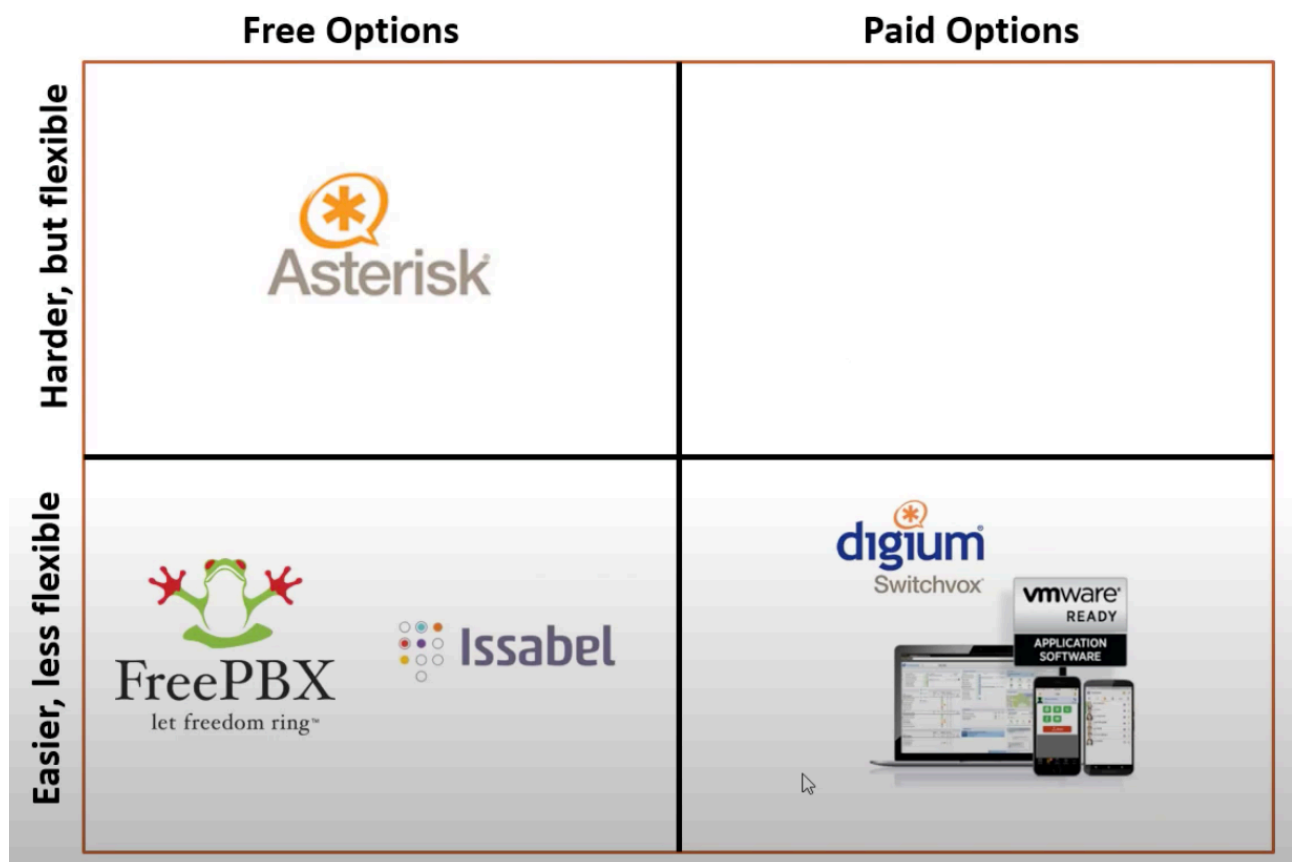 Free Options
Paid Options
Harder, but flexible
Asterisk
Easier, less flexible
FreePBX
let freedom ring™
Issabel
digium®
Switchvox
vmware®
READY
APPLICATION
SOFTWARE